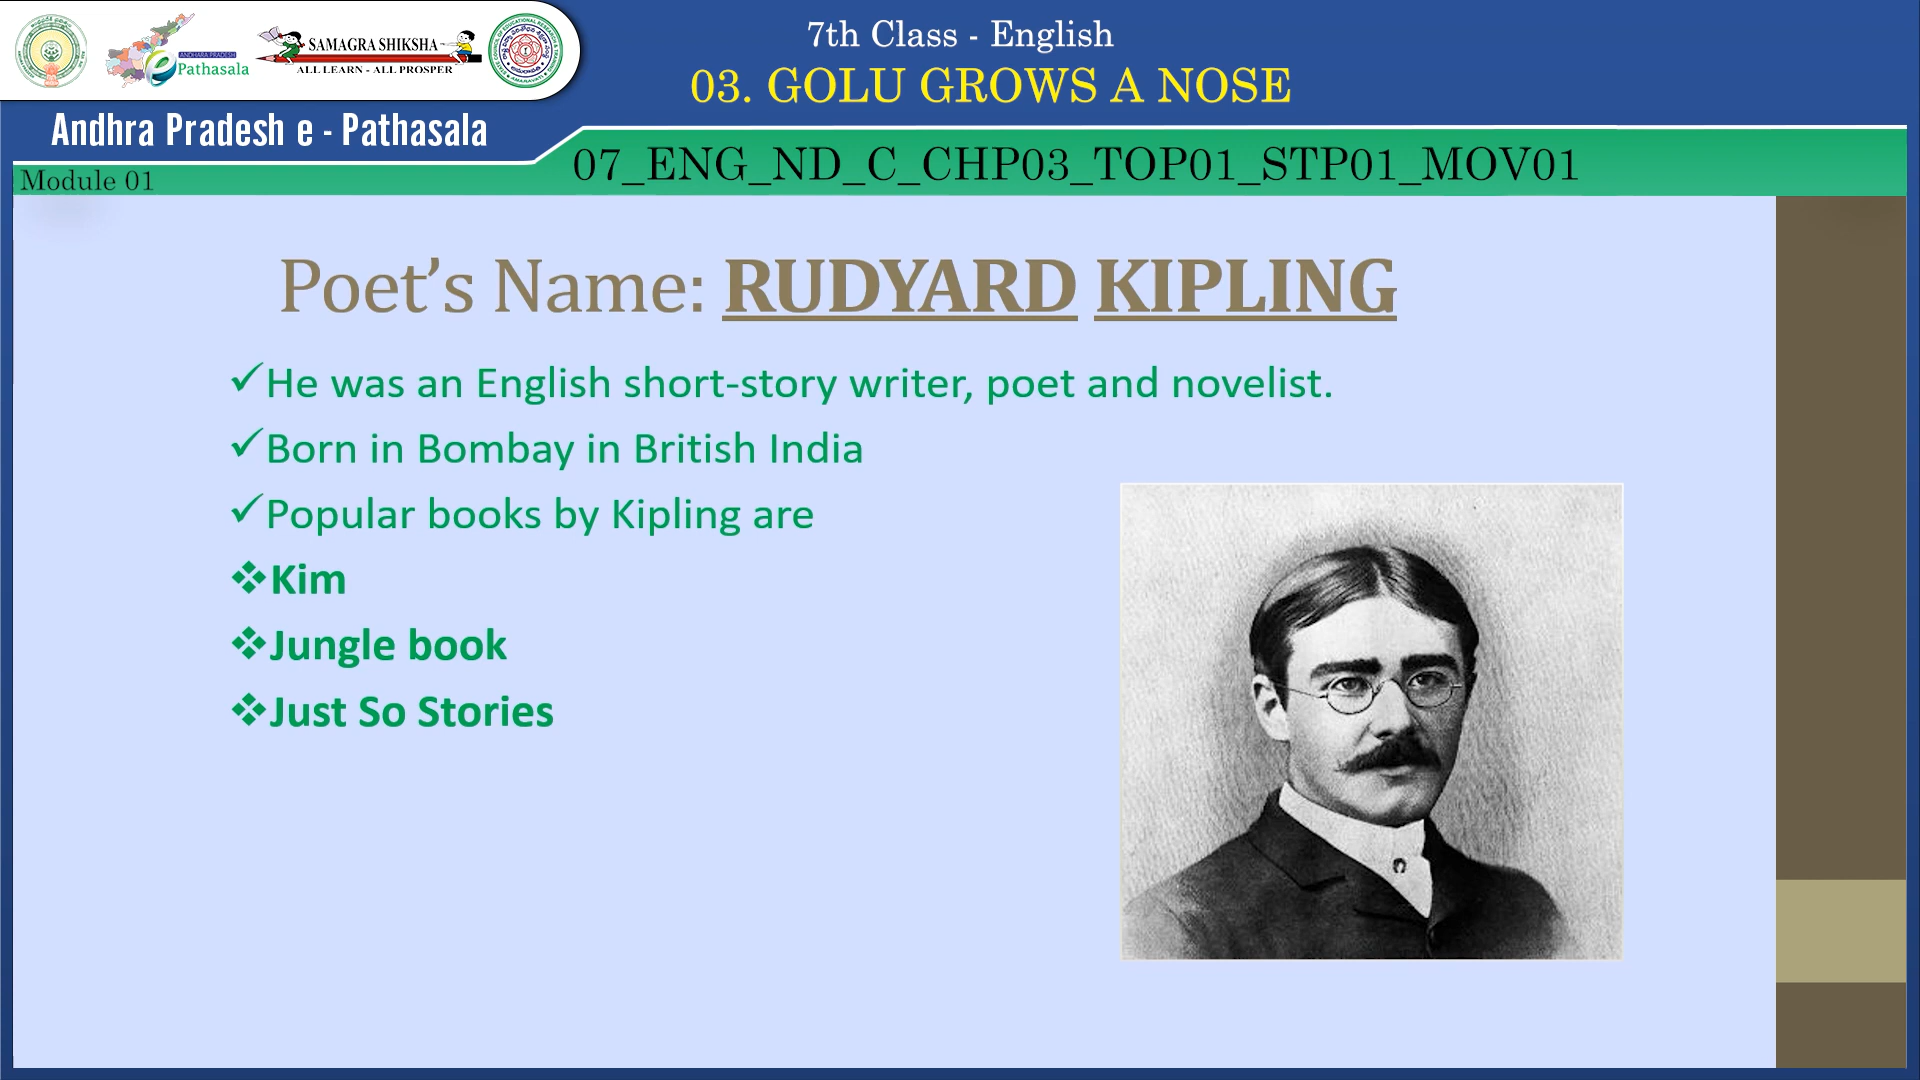 ANDHRA PRADESH
e Pathasala
SAMAGRA SHIKSHA
ALL LEARN - ALL PROSPER
Andhra Pradesh e - Pathasala
Module 01
7th Class - English
03. GOLU GROWS A NOSE
07_ENG_ND_C_CHP03_TOP01_STP01_MOV01
Poet’s Name: RUDYARD KIPLING
✓He was an English short-story writer, poet and novelist.
✓Born in Bombay in British India
✓Popular books by Kipling are
❖Kim
❖Jungle book
❖Just So Stories